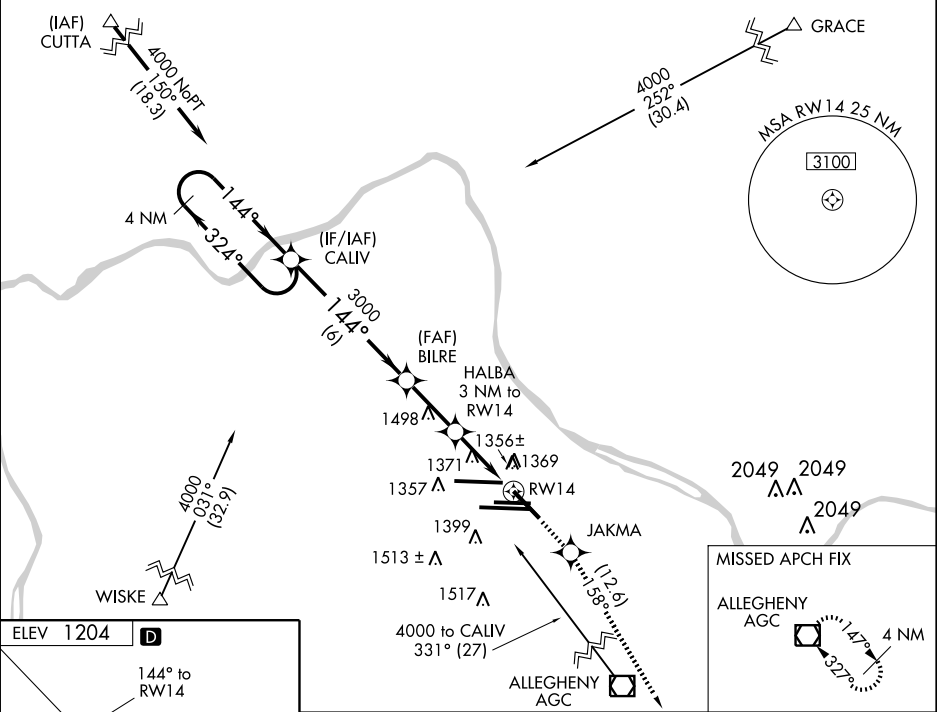 (IAF)
CUTTA
4000 NoPT
150°
(18.3)
GRACE
4000
252°
(30.4)
MSA RW14 25 NM
3100
4 NM
144°
324°
(IF/IAF)
CALIV
3000
144°
(6)
(FAF)
BILRE
HALBA
3 NM to
RW14
1498
1356±
1371
1369
1357
RW14
2049
2049
2049
4000
031°
(32.9)
1399
JAKMA
1513 ±
(12.6)
158°
WISKE
1517
4000 to CALIV
331° (27)
ALLEGHENY
AGC
MISSED APCH FIX
ALLEGHENY
AGC
147°
4 NM
327°
ELEV 1204
D
144° to
RW14